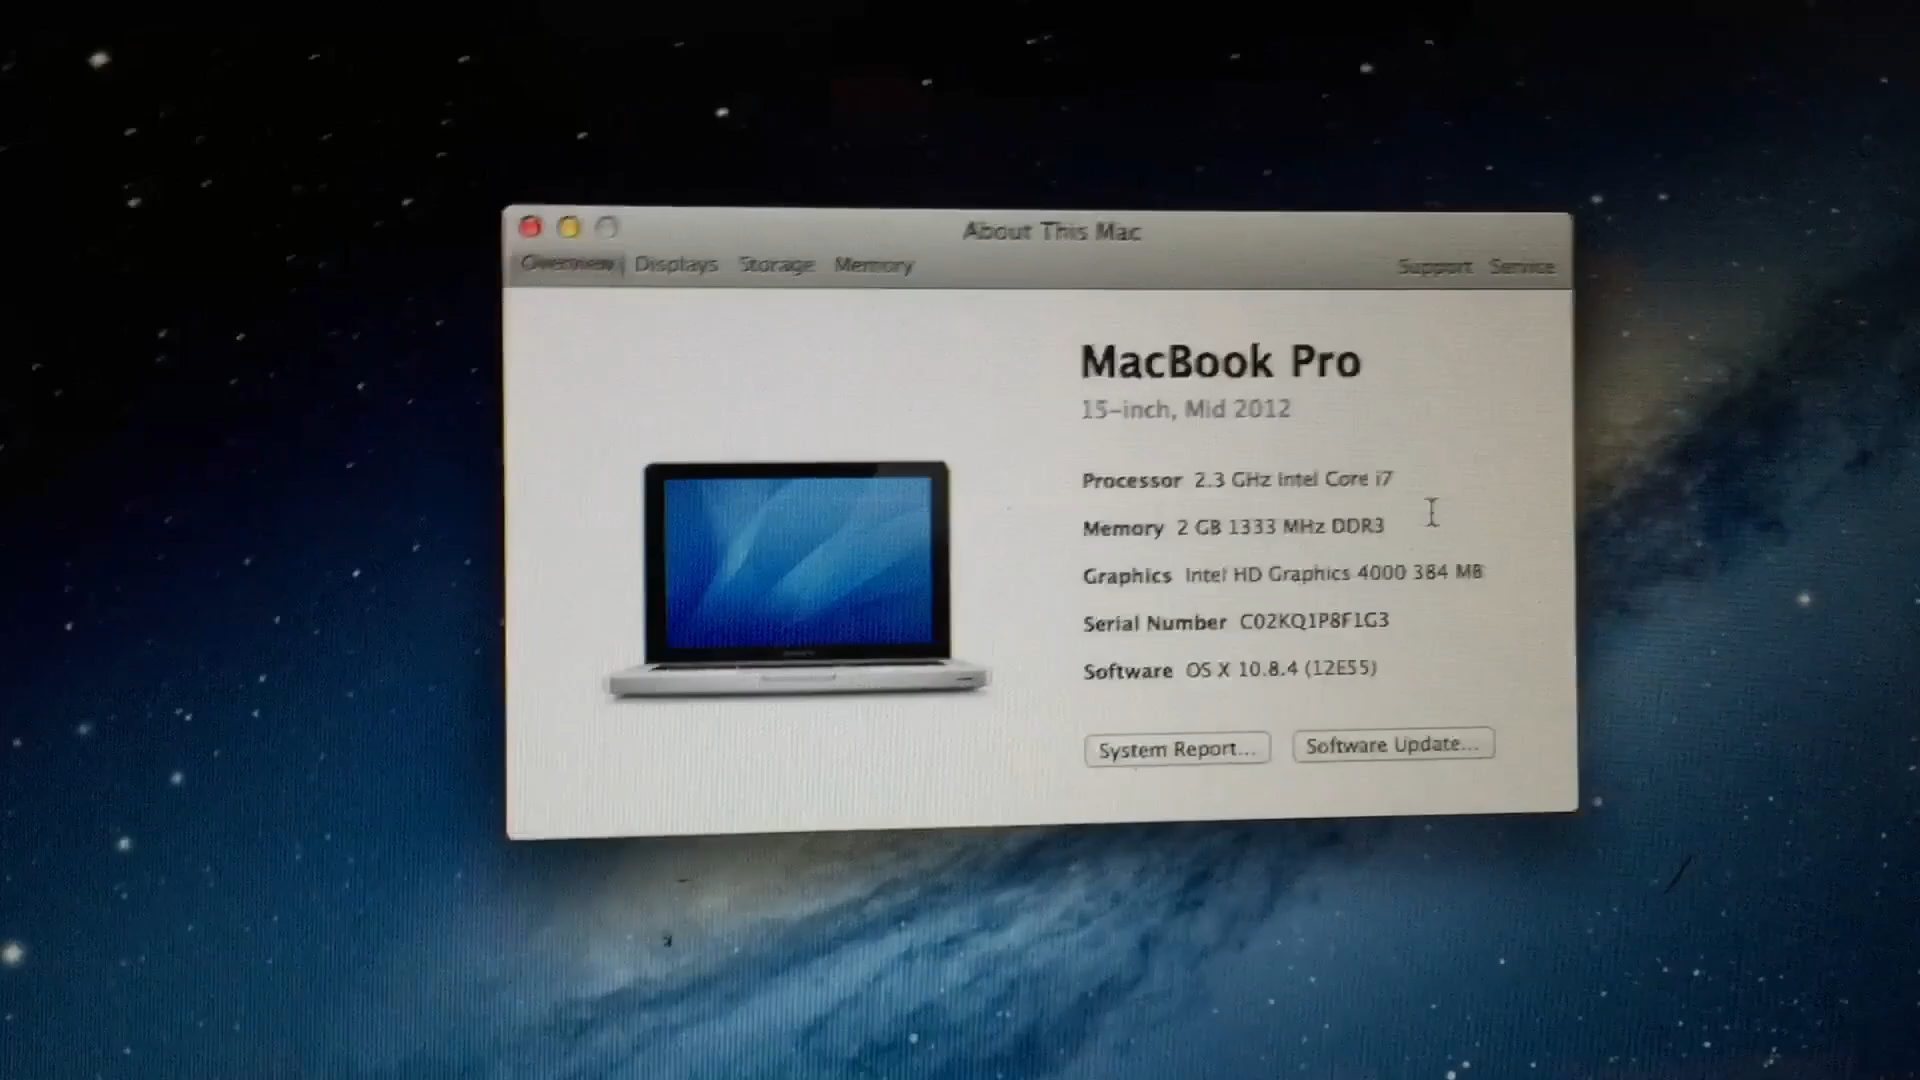 About This Mac
Overview Displays Storage Memory Support Service
MacBook Pro
15-inch, Mid 2012
Processor 2.3 GHz Intel Core i7
Memory 2 GB 1333 MHz DDR3
Graphics Intel HD Graphics 4000 384 MB
Serial Number C02KQ1P8F1G3
Software OS X 10.8.4 (12E55)
System Report... Software Update...